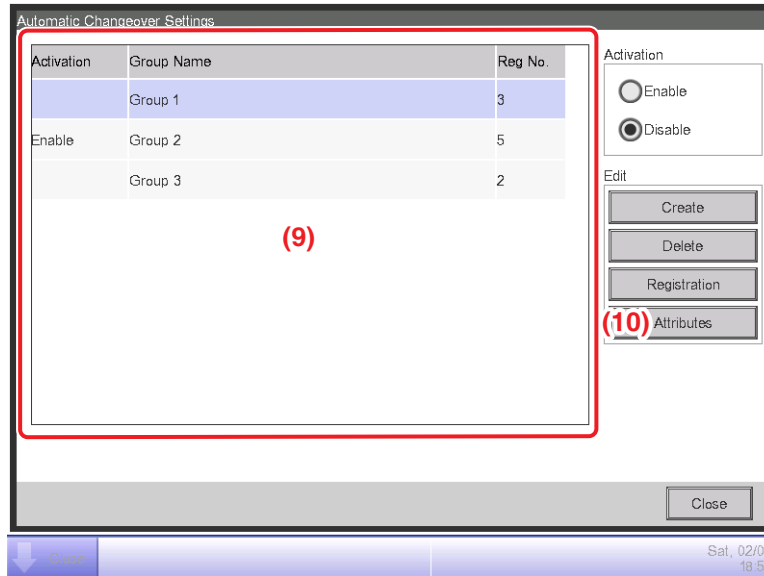 Automatic Changeover Settings
Activation Group Name Reg No.
Group 1 3
Enable Group 2 5
Group 3 2
(9)
Activation
Enable
Disable
Edit
Create
Delete
Registration
(10) Attributes
Close
Sat, 02/0
18:5